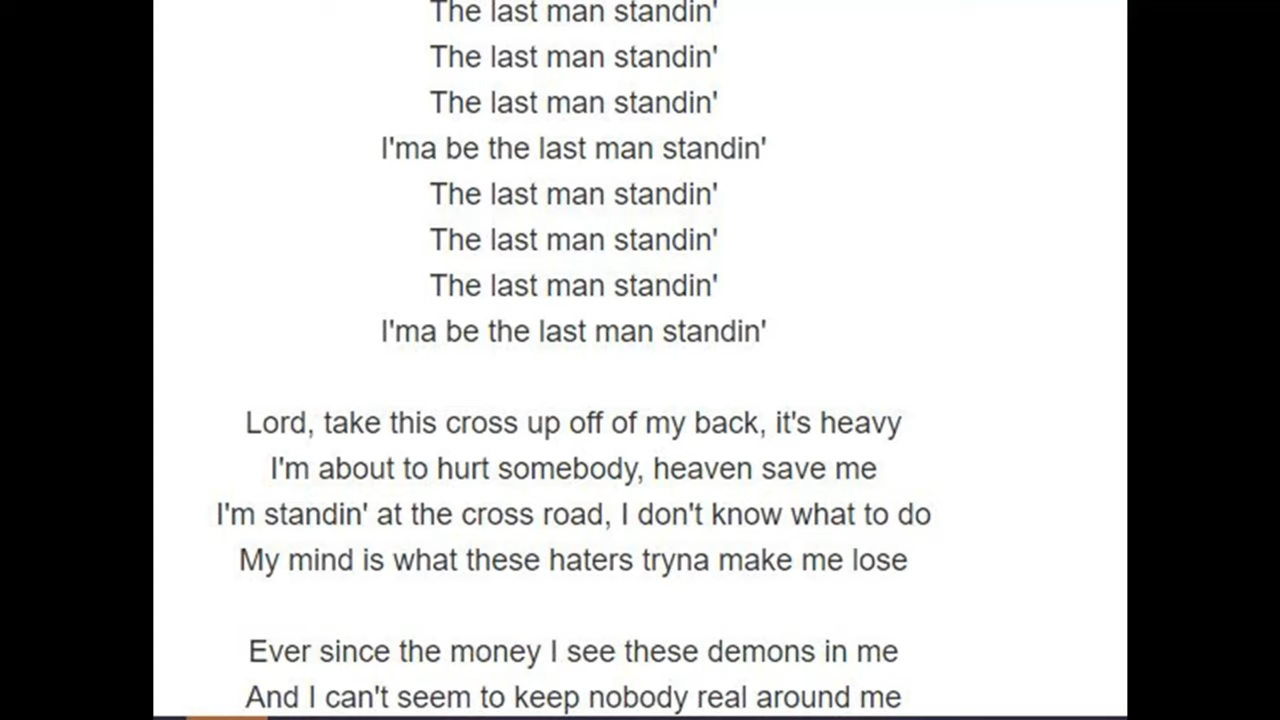 The last man standin'
The last man standin'
The last man standin'
I'ma be the last man standin'
The last man standin'
The last man standin'
The last man standin'
I'ma be the last man standin'
Lord, take this cross up off of my back, it's heavy
I'm about to hurt somebody, heaven save me
I'm standin' at the cross road, I don't know what to do
My mind is what these haters tryna make me lose
Ever since the money I see these demons in me
And I can't seem to keep nobody real around me